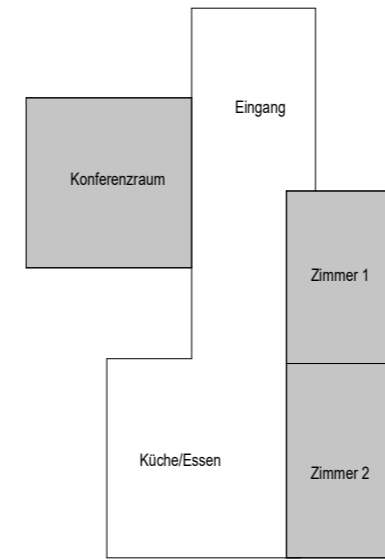 Eingang
Konferenzraum
Zimmer 1
Küche/Essen
Zimmer 2